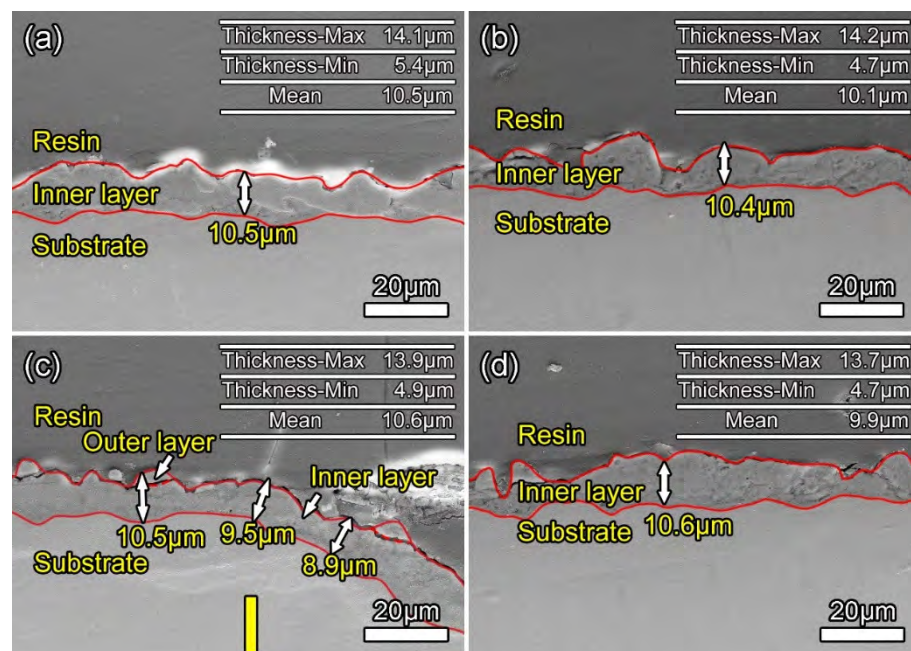 (a)
Thickness-Max 14.1μm
Thickness-Min 5.4μm
Mean 10.5μm
Resin
Inner layer
10.5μm
Substrate
20μm
(b)
Thickness-Max 14.2μm
Thickness-Min 4.7μm
Mean 10.1μm
Resin
Inner layer
10.4μm
Substrate
20μm
(c)
Thickness-Max 13.9μm
Thickness-Min 4.9μm
Mean 10.6μm
Resin
Outer layer
Inner layer
10.5μm
9.5μm
8.9μm
Substrate
20μm
(d)
Thickness-Max 13.7μm
Thickness-Min 4.7μm
Mean 9.9μm
Resin
Inner layer
10.6μm
Substrate
20μm